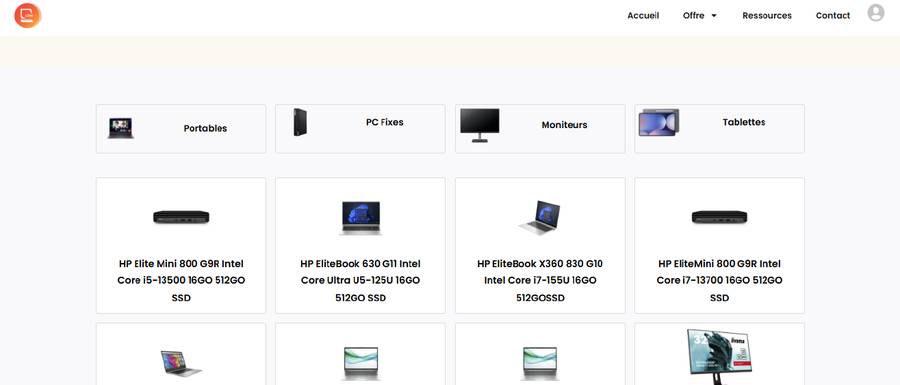 Accueil Offre Ressources Contact
Portables
PC Fixes
Moniteurs
Tablettes
HP Elite Mini 800 G9R Intel
Core i5-13500 16GO 512GO
SSD
HP EliteBook 630 G11 Intel
Core Ultra U5-125U 16GO
512GO SSD
HP EliteBook X360 830 G10
Intel Core i7-155U 16GO
512GOSSD
HP EliteMini 800 G9R Intel
Core i7-13700 16GO 512GO
SSD
32
iiyama